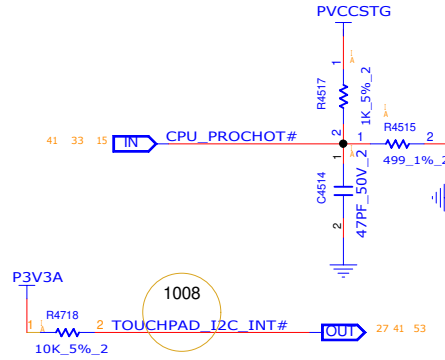 PVCCSTG
1
R4517
1K_5%_2
2
41 33 15 IN CPU_PROCHOT#
1 R4515 2
499_1%_2
1
C4514
47PF_50V_2
2
P3V3A
1008
1 R4718 2 TOUCHPAD_I2C_INT# OUT 27 41 53
10K_5%_2